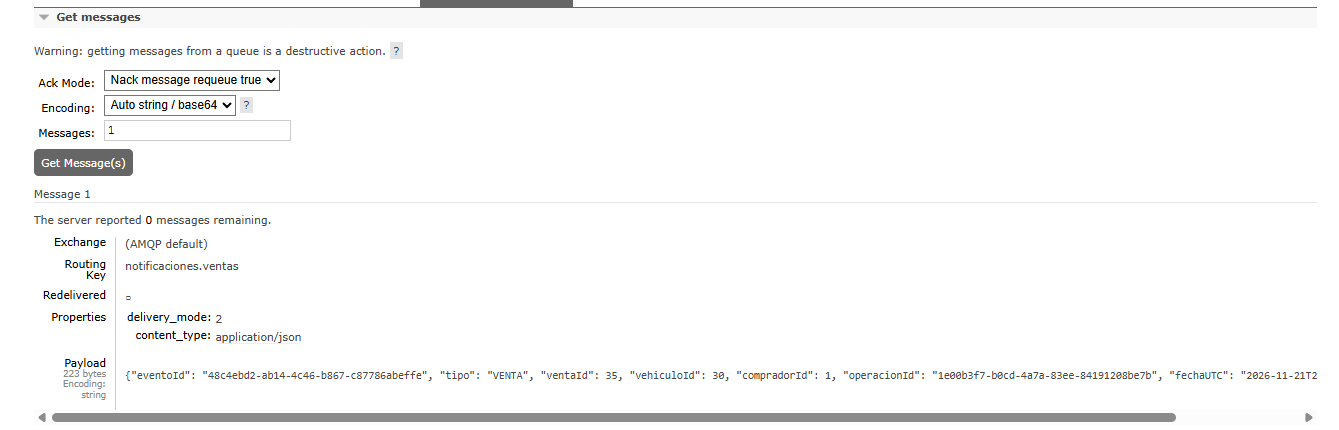 Get messages
Warning: getting messages from a queue is a destructive action. ?
Ack Mode: Nack message requeue true
Encoding: Auto string / base64 ?
Messages: 1
Get Message(s)
Message 1
The server reported 0 messages remaining.
Exchange (AMQP default)
Routing Key notificaciones.ventas
Redelivered ○
Properties delivery_mode: 2
content_type: application/json
Payload
223 bytes
Encoding: string
{"eventoId": "48c4ebd2-ab14-4c46-b867-c87786abeffe", "tipo": "VENTA", "ventaId": 35, "vehiculoId": 30, "compradorId": 1, "operacionId": "1e00b3f7-b0cd-4a7a-83ee-84191208be7b", "fechaUTC": "2026-11-21T2